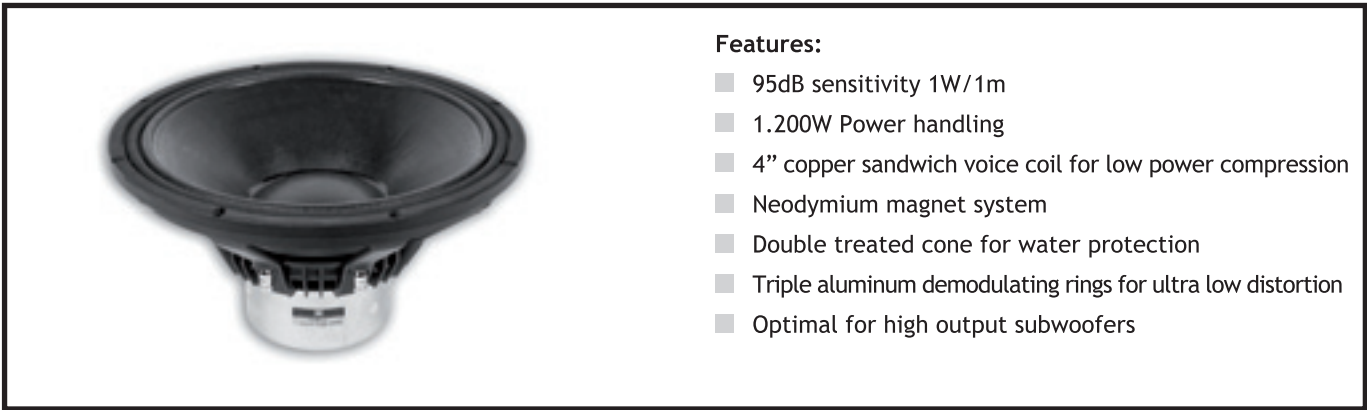 Features:
95dB sensitivity 1W/1m
1.200W Power handling
4” copper sandwich voice coil for low power compression
Neodymium magnet system
Double treated cone for water protection
Triple aluminum demodulating rings for ultra low distortion
Optimal for high output subwoofers